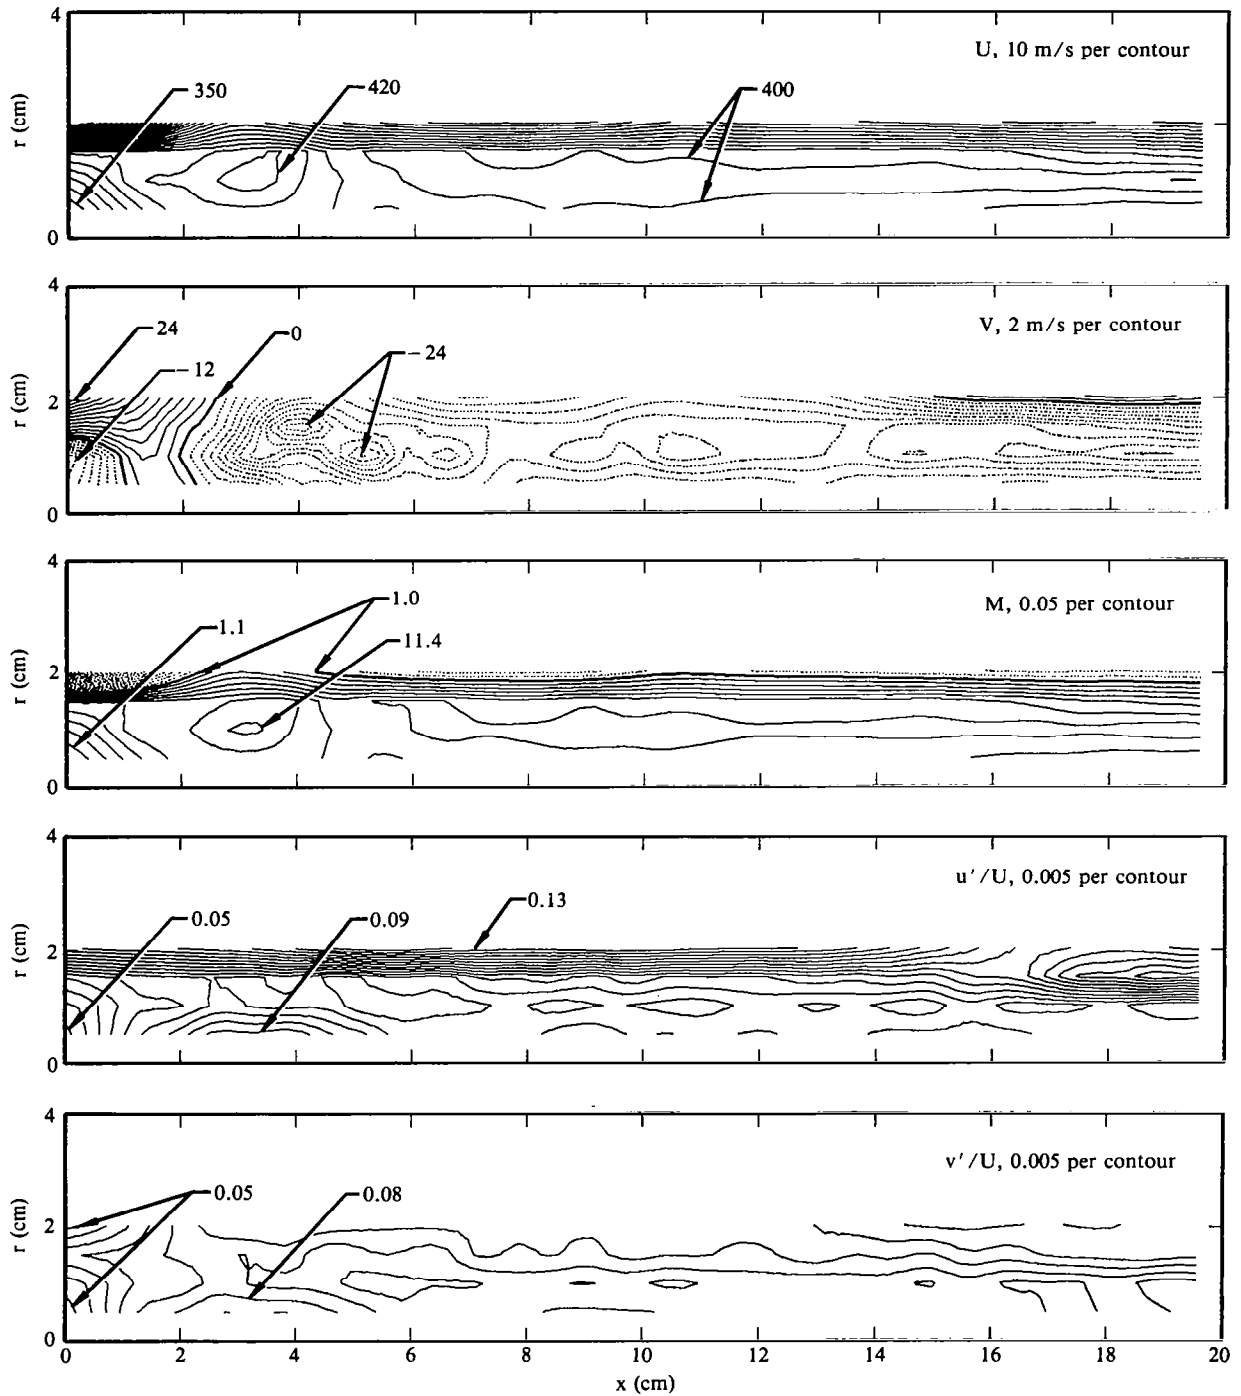 4
U, 10 m/s per contour
350
420
400
r (cm)
2
0
4
V, 2 m/s per contour
24
0
-24
-12
r (cm)
2
0
4
M, 0.05 per contour
1.0
1.1
11.4
r (cm)
2
0
4
u'/U, 0.005 per contour
0.13
0.05
0.09
r (cm)
2
0
4
v'/U, 0.005 per contour
0.05
0.08
r (cm)
2
0
0 2 4 6 8 10 12 14 16 18 20
x (cm)